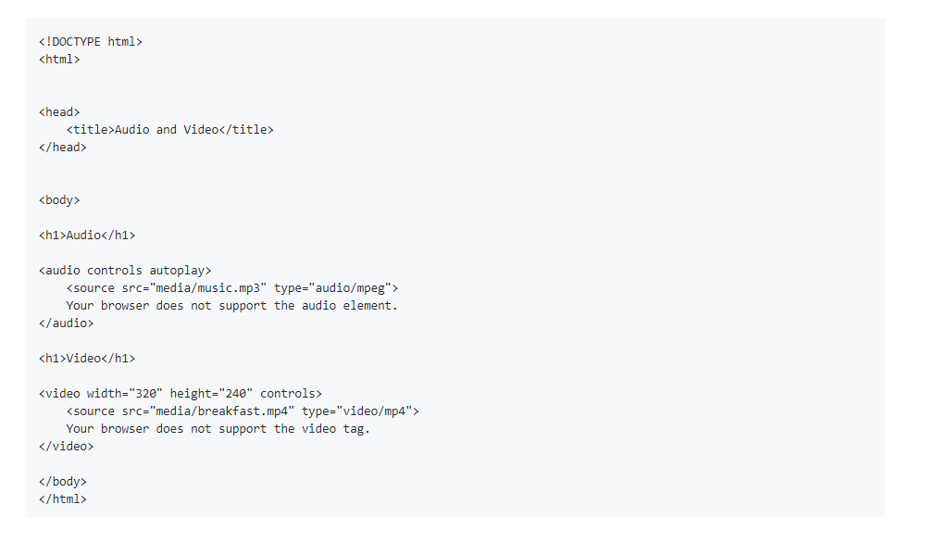 <!DOCTYPE html>
<html>
<head>
<title>Audio and Video</title>
</head>
<body>
<h1>Audio</h1>
<audio controls autoplay>
<source src="media/music.mp3" type="audio/mpeg">
Your browser does not support the audio element.
</audio>
<h1>Video</h1>
<video width="320" height="240" controls>
<source src="media/breakfast.mp4" type="video/mp4">
Your browser does not support the video tag.
</video>
</body>
</html>